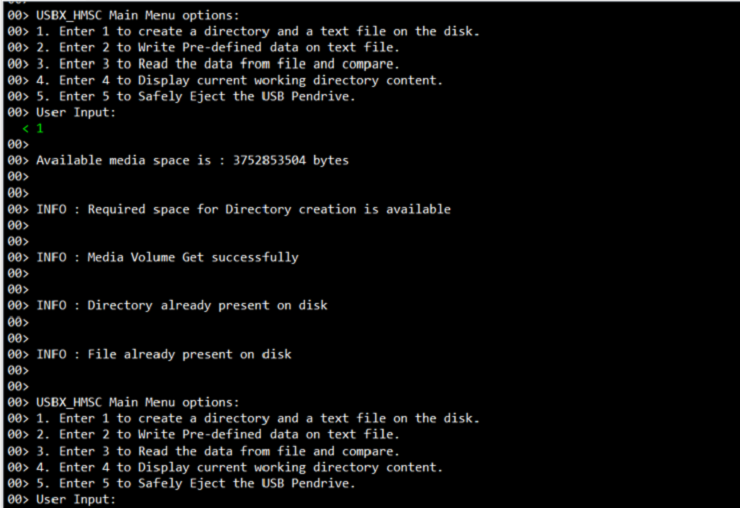 00> USBX_HMSC Main Menu options:
00> 1. Enter 1 to create a directory and a text file on the disk.
00> 2. Enter 2 to Write Pre-defined data on text file.
00> 3. Enter 3 to Read the data from file and compare.
00> 4. Enter 4 to Display current working directory content.
00> 5. Enter 5 to Safely Eject the USB Pendrive.
00> User Input:
< 1
00>
00> Available media space is : 3752853504 bytes
00>
00>
00> INFO : Required space for Directory creation is available
00>
00>
00> INFO : Media Volume Get successfully
00>
00>
00> INFO : Directory already present on disk
00>
00>
00> INFO : File already present on disk
00>
00>
00> USBX_HMSC Main Menu options:
00> 1. Enter 1 to create a directory and a text file on the disk.
00> 2. Enter 2 to Write Pre-defined data on text file.
00> 3. Enter 3 to Read the data from file and compare.
00> 4. Enter 4 to Display current working directory content.
00> 5. Enter 5 to Safely Eject the USB Pendrive.
00> User Input: